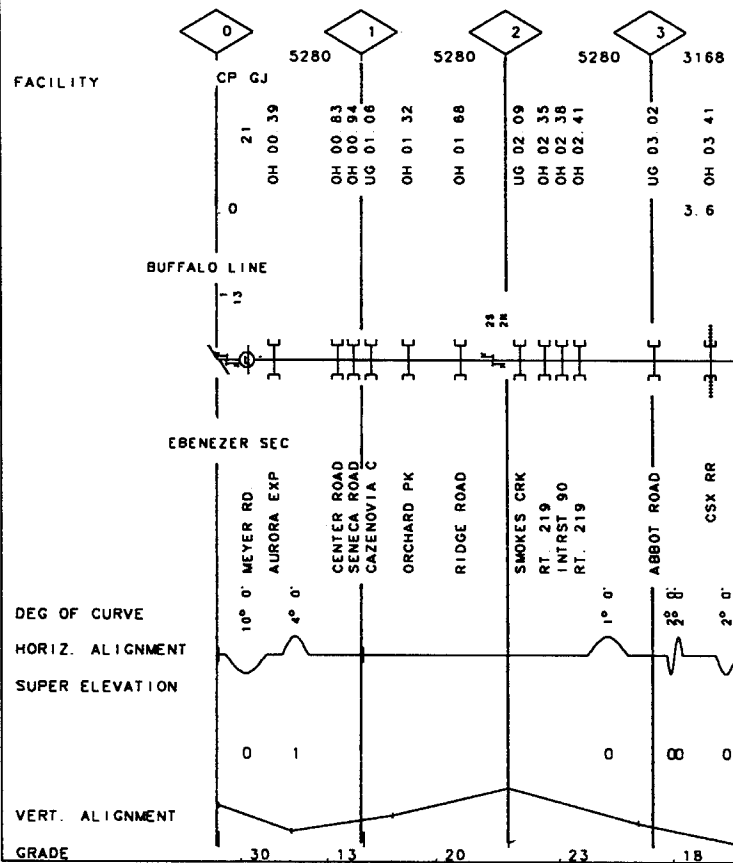 0 1 2 3
5280 5280 5280 3168
FACILITY
CP GJ
21
OH 00.39
OH 00.83
OH 00.94
UG 01.06
OH 01 32
OH 01 68
UG 02.09
OH 02 35
OH 02 38
OH 02.41
UG 03.02
OH 03 41
0
3.6
BUFFALO LINE
1
13
2S
2N
EBENEZER SEC
MEYER RD.
AURORA EXP
CENTER ROAD
SENECA ROAD
CAZENOVIA C
ORCHARD PK
RIDGE ROAD
SMOKES CRK
RT. 219
INTRST 90
RT. 219
ABBOT ROAD
CSX RR
DEG OF CURVE
10° 0'
4° 0'
1° 0'
2° 0'
HORIZ. ALIGNMENT
SUPER ELEVATION
0 1 0 00 0
VERT. ALIGNMENT
GRADE .30 .13 .20 .23 .18